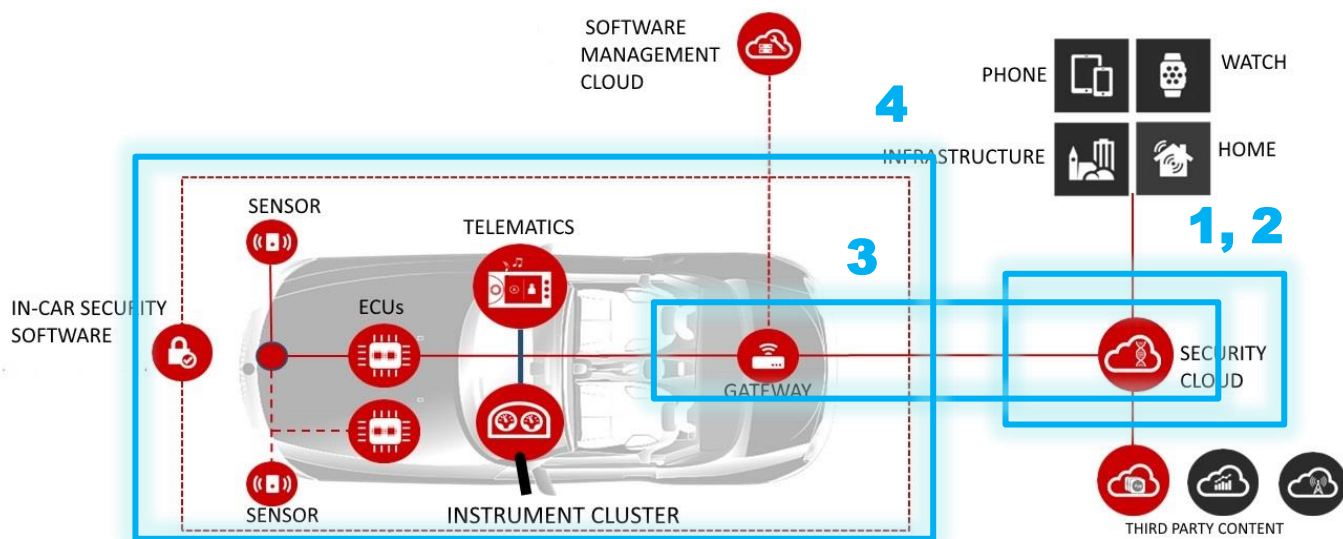 SOFTWARE
MANAGEMENT
CLOUD
PHONE
WATCH
4
INFRASTRUCTURE
HOME
SENSOR
TELEMATICS
1, 2
3
IN-CAR SECURITY
SOFTWARE
ECUs
SECURITY
CLOUD
GATEWAY
SENSOR
INSTRUMENT CLUSTER
THIRD PARTY CONTENT